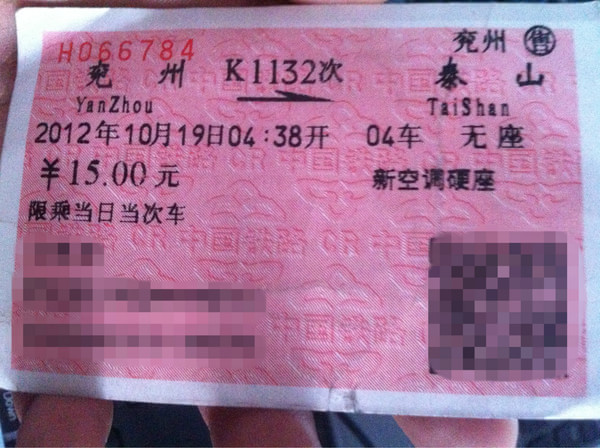 H066784
兖州 售
兖州 K1132次 泰山
YanZhou TaiShan
2012年10月19日04:38开 04车 无座
￥15.00元 新空调硬座
限乘当日当次车